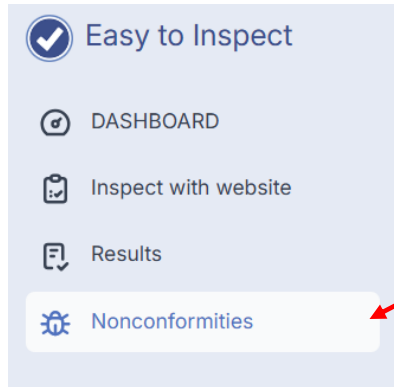 Easy to Inspect
DASHBOARD
Inspect with website
Results
Nonconformities